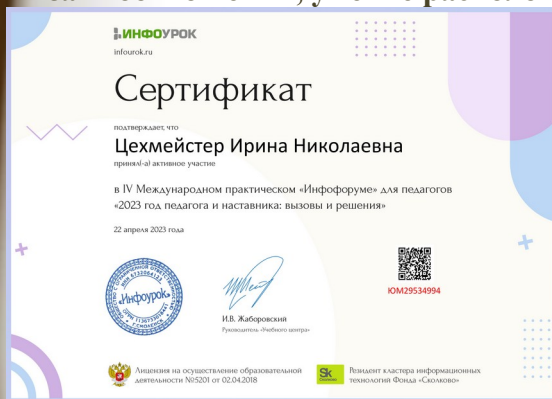 ИНФОУРОК
infourok.ru
Сертификат
подтверждает, что
Цехмейстер Ирина Николаевна
принял(-а) активное участие
в IV Международном практическом «Инфофоруме» для педагогов
«2023 год педагога и наставника: вызовы и решения»
22 апреля 2023 года
«Инфоурок»
ЮМ29534994
И.В. Жаборовский
Руководитель «Учебного центра»
Лицензия на осуществление образовательной
деятельности №5201 от 02.04.2018
Sk
Резидент кластера информационных
технологий Фонда «Сколково»